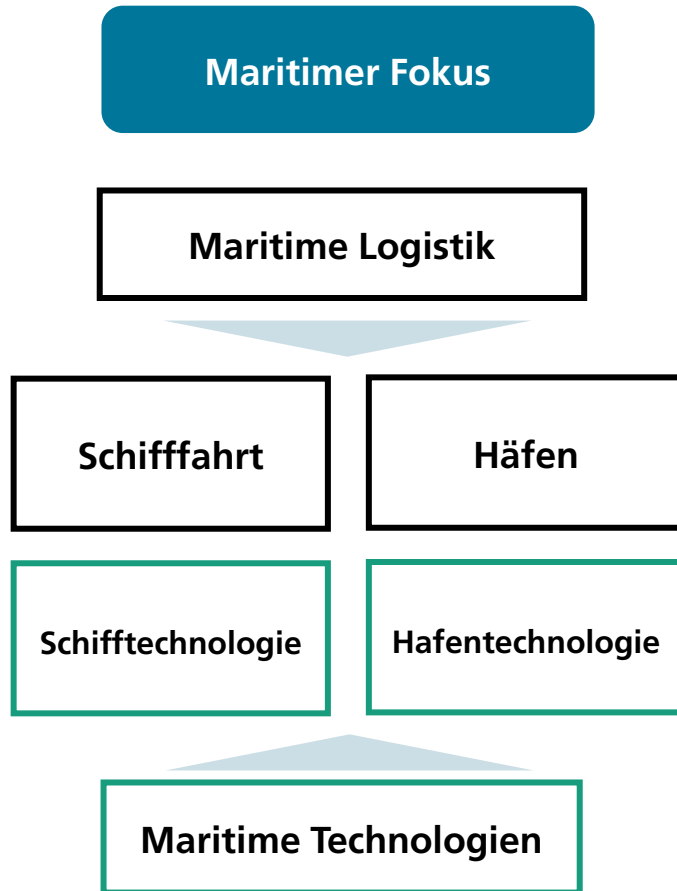 Maritimer Fokus
Maritime Logistik
Schifffahrt
Häfen
Schifftechnologie
Hafentechnologie
Maritime Technologien